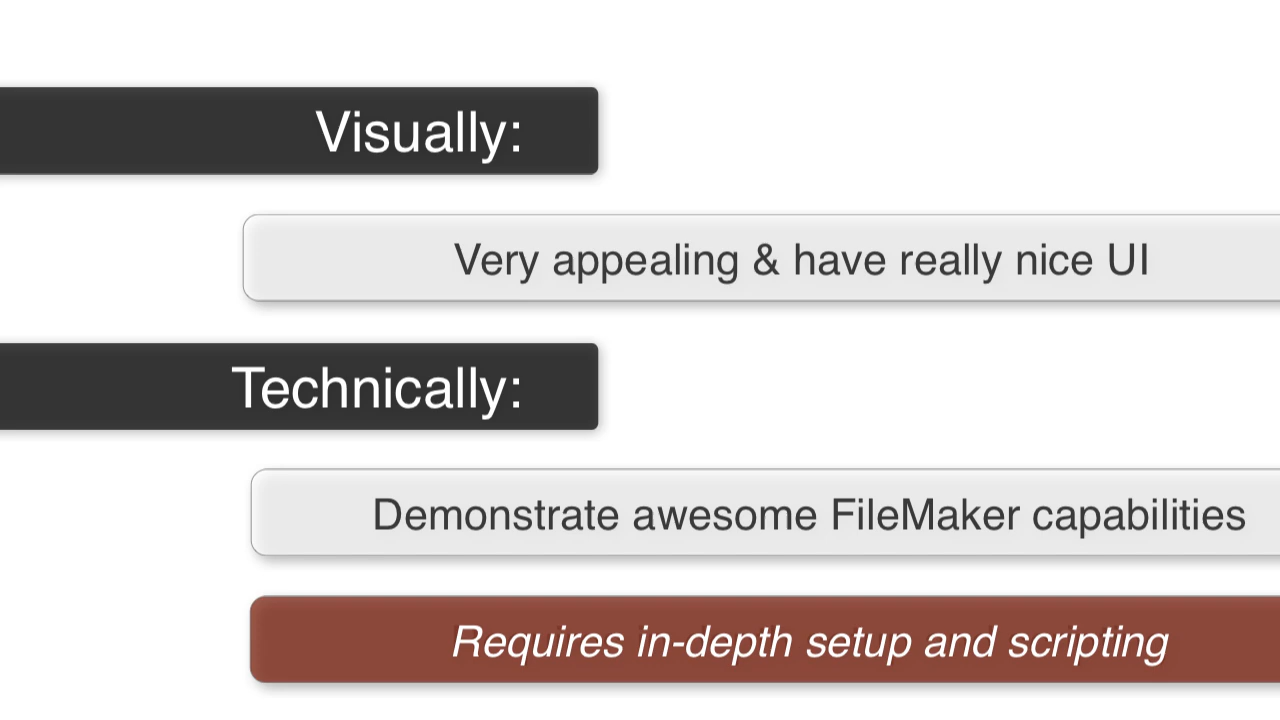 Visually:
Very appealing & have really nice UI
Technically:
Demonstrate awesome FileMaker capabilities
Requires in-depth setup and scripting